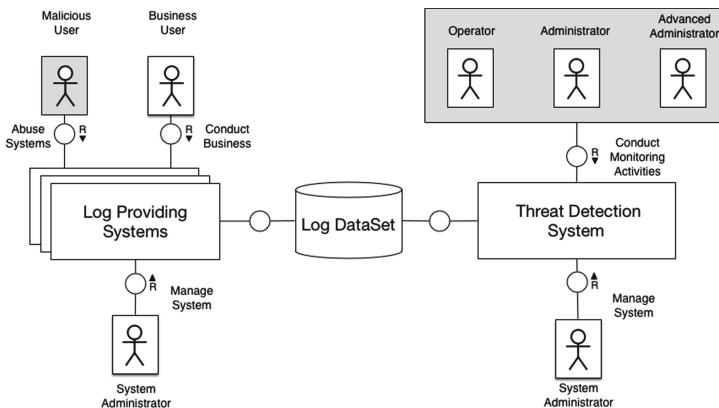 Malicious
User
Business
User
Operator
Administrator
Advanced
Administrator
Abuse
Systems
R
R
Conduct
Business
R
Conduct
Monitoring
Activities
Log Providing
Systems
Log DataSet
Threat Detection
System
R
Manage
System
R
Manage
System
System
Administrator
System
Administrator